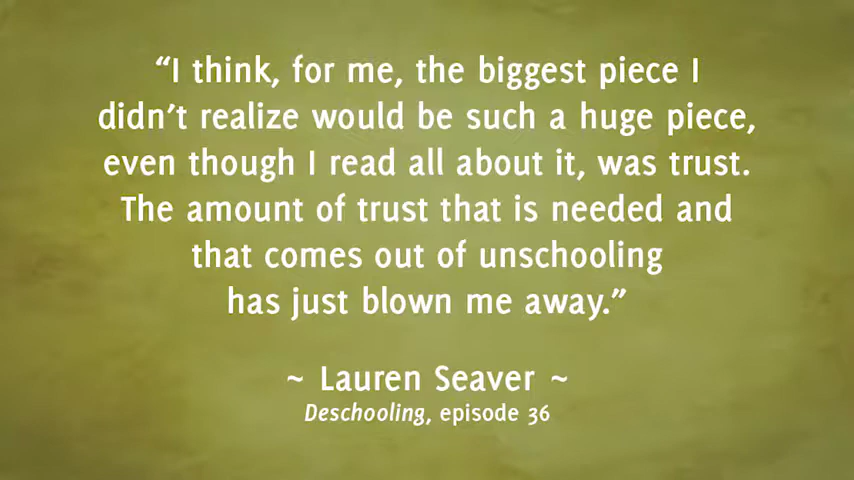 “I think, for me, the biggest piece I
didn’t realize would be such a huge piece,
even though I read all about it, was trust.
The amount of trust that is needed and
that comes out of unschooling
has just blown me away.”
~ Lauren Seaver ~
Deschooling, episode 36